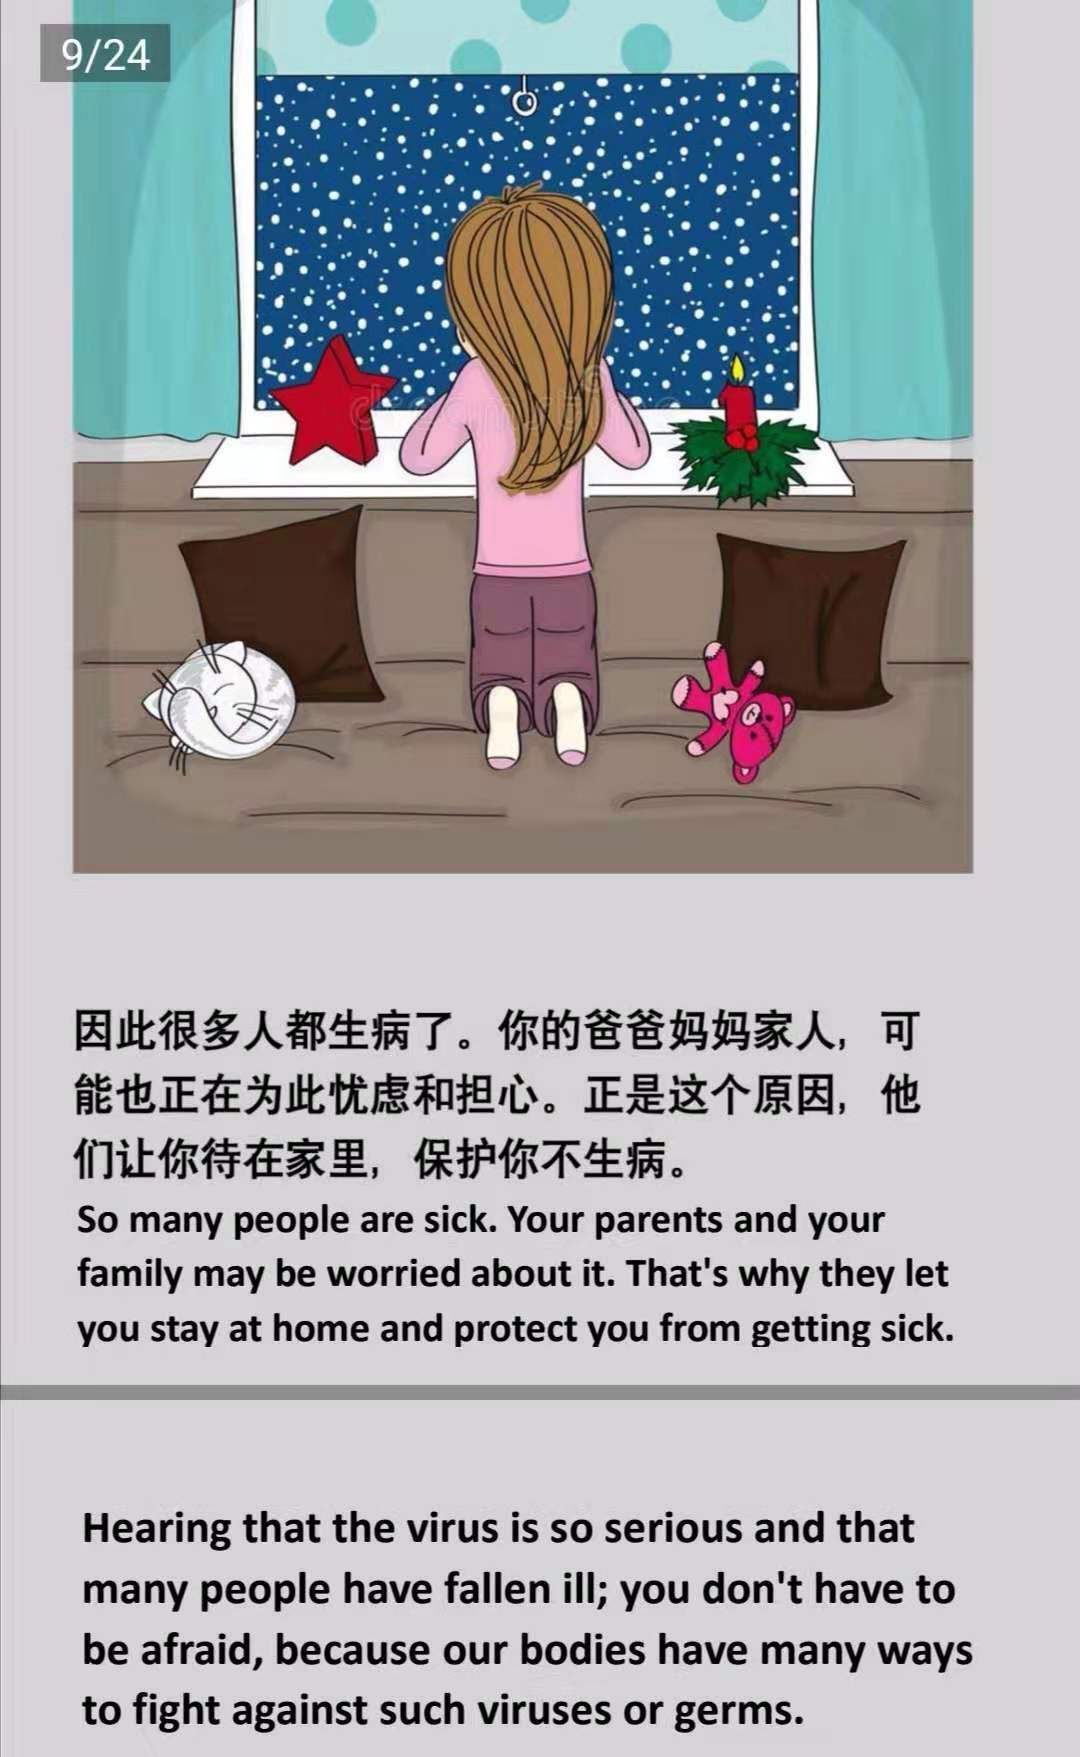 9/24
dreamstime
因此很多人都生病了。你的爸爸妈妈家人，可
能也正在为此忧虑和担心。正是这个原因，他
们让你待在家里，保护你不生病。
So many people are sick. Your parents and your
family may be worried about it. That's why they let
you stay at home and protect you from getting sick.
Hearing that the virus is so serious and that
many people have fallen ill; you don't have to
be afraid, because our bodies have many ways
to fight against such viruses or germs.